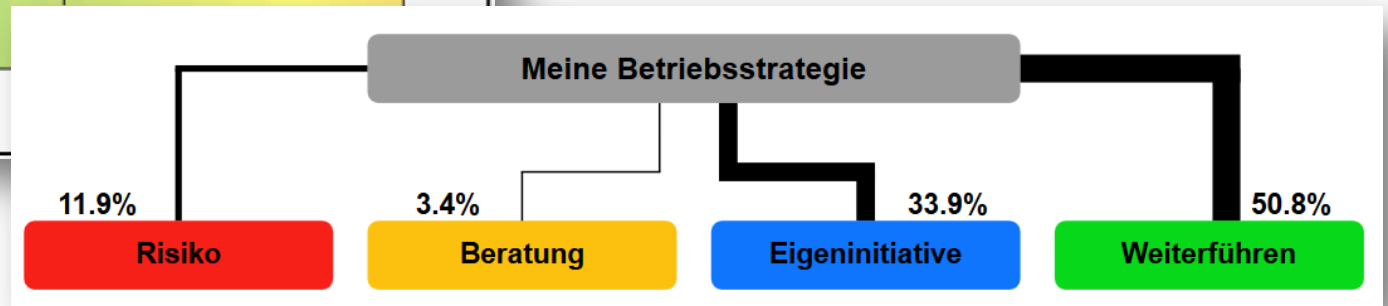 Meine Betriebsstrategie
11.9% 3.4% 33.9% 50.8%
Risiko Beratung Eigeninitiative Weiterführen